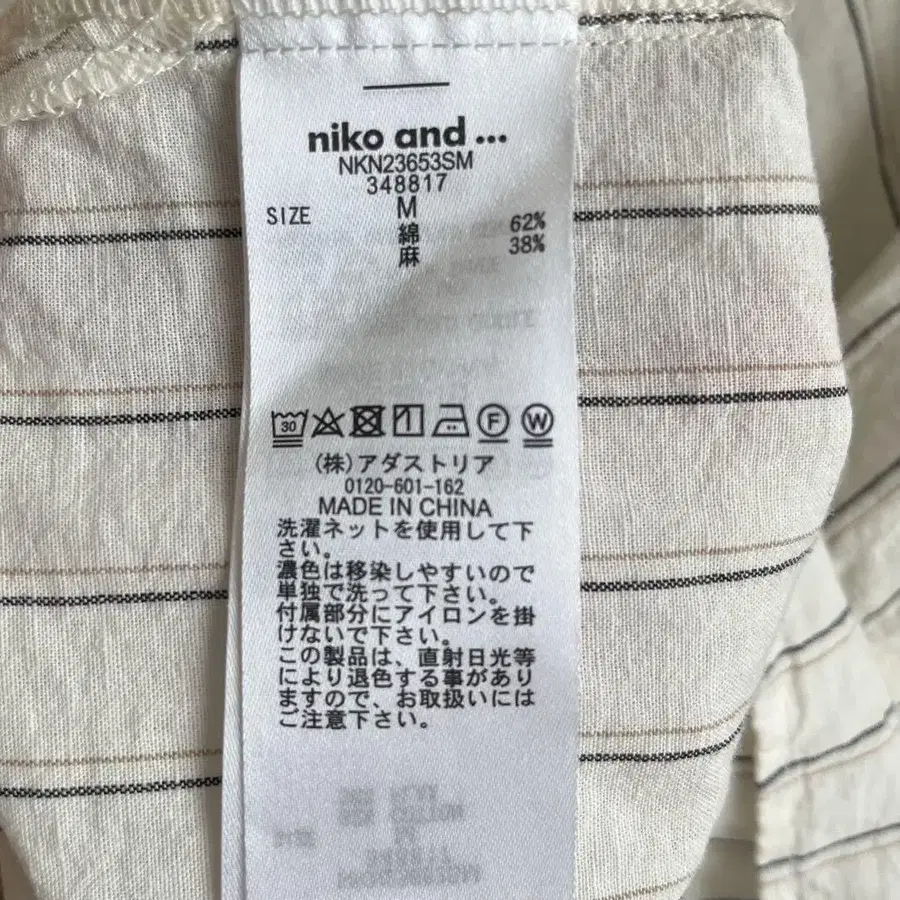 niko and ...
NKN23653SM
348817
SIZE M
綿 62%
麻 38%
30
F W
(株)アダストリア
0120-601-162
MADE IN CHINA
洗濯ネットを使用して下
さい。
濃色は移染しやすいので
単独で洗って下さい。
付属部分にアイロンを掛
けないで下さい。
この製品は、直射日光等
により退色する事があり
ますので、お取扱いには
ご注意下さい。